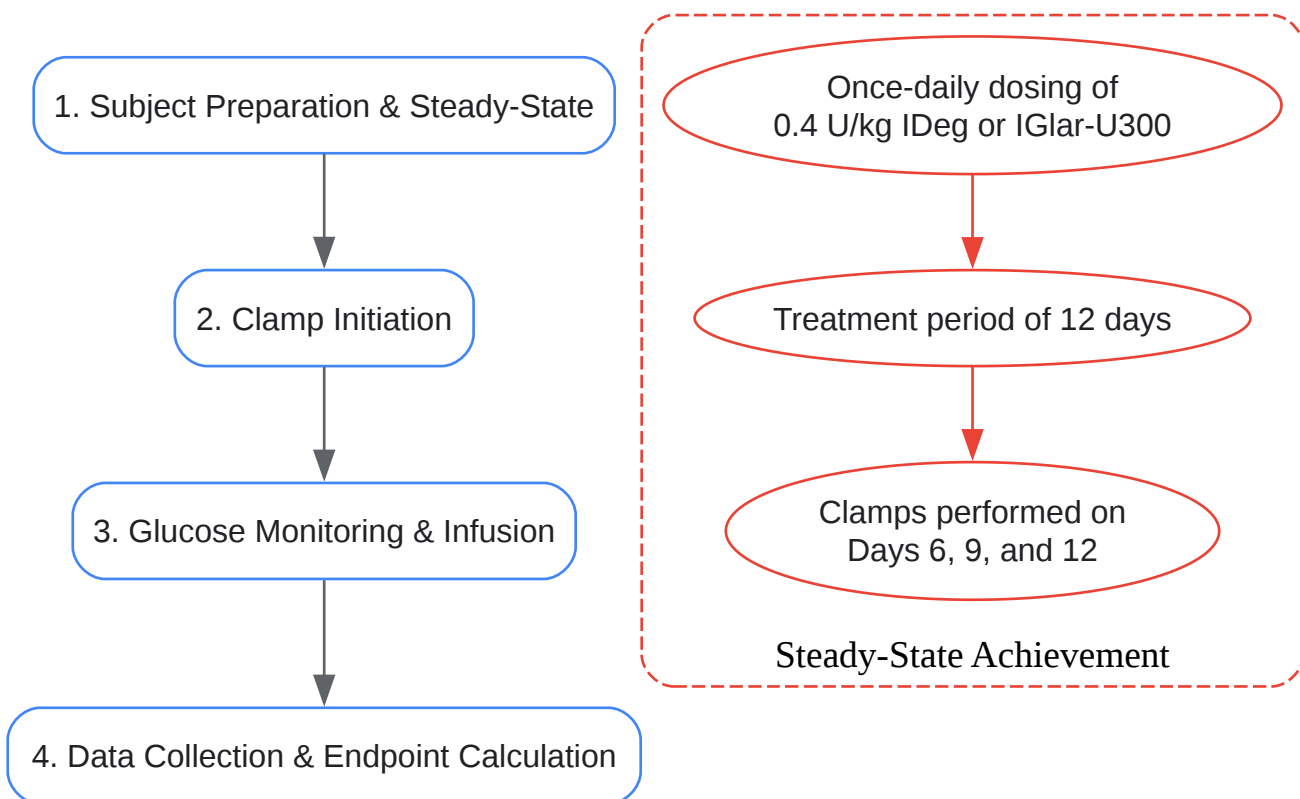 1. Subject Preparation & Steady-State
2. Clamp Initiation
3. Glucose Monitoring & Infusion
4. Data Collection & Endpoint Calculation
Once-daily dosing of
0.4 U/kg IDeg or IGlar-U300
Treatment period of 12 days
Clamps performed on
Days 6, 9, and 12
Steady-State Achievement